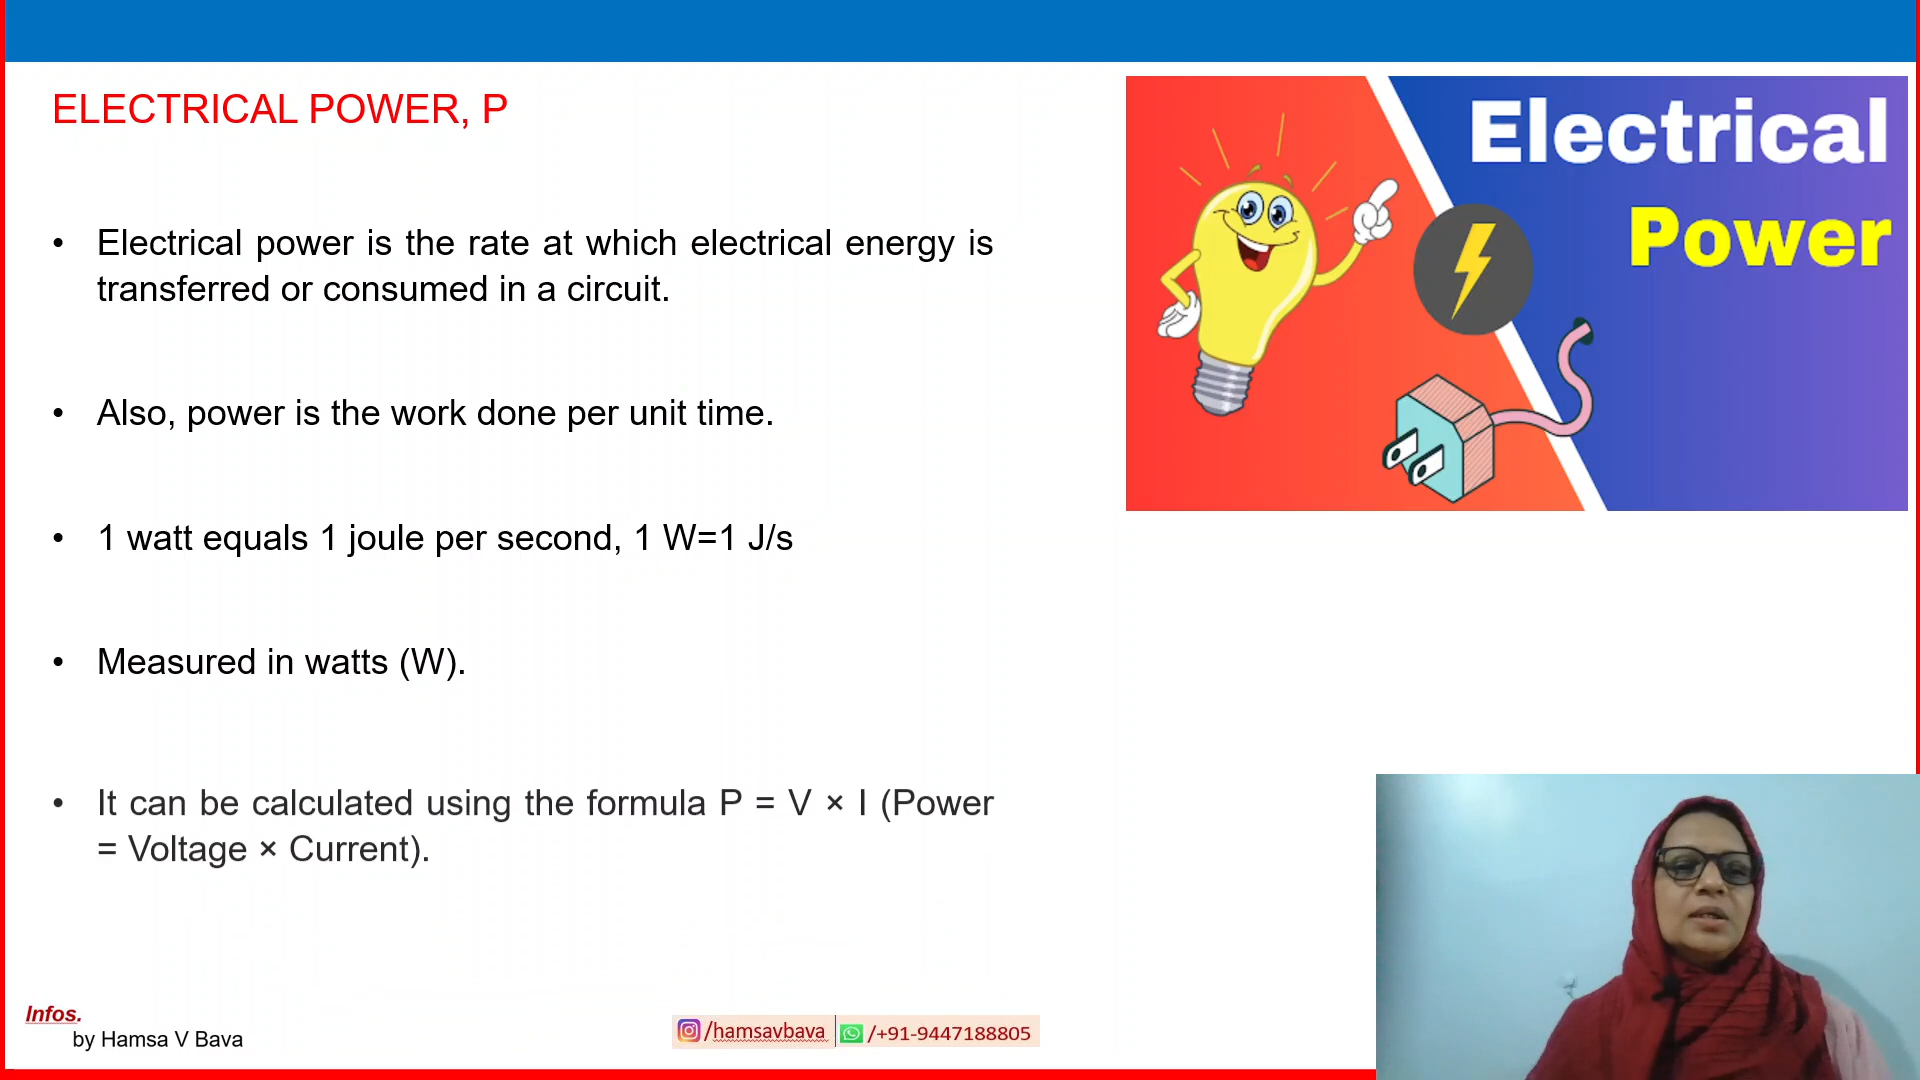 ELECTRICAL POWER, P
Electrical
Power
• Electrical power is the rate at which electrical energy is
transferred or consumed in a circuit.
• Also, power is the work done per unit time.
• 1 watt equals 1 joule per second, 1 W=1 J/s
• Measured in watts (W).
• It can be calculated using the formula P = V × I (Power
= Voltage × Current).
Infos.
by Hamsa V Bava
/hamsavbava /+91-9447188805